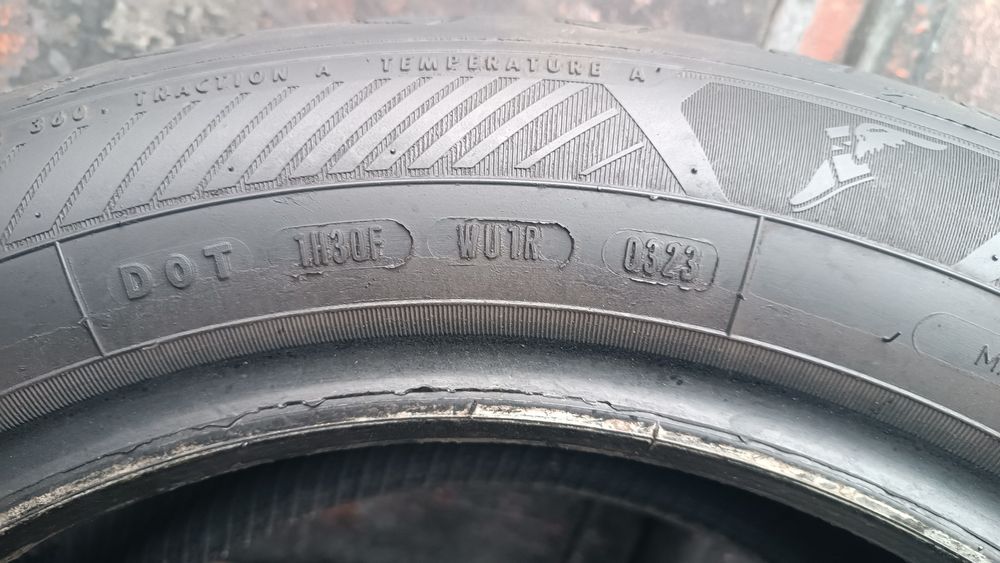 360. TRACTION A TEMPERATURE A
DOT 1H30F WU1R 0323